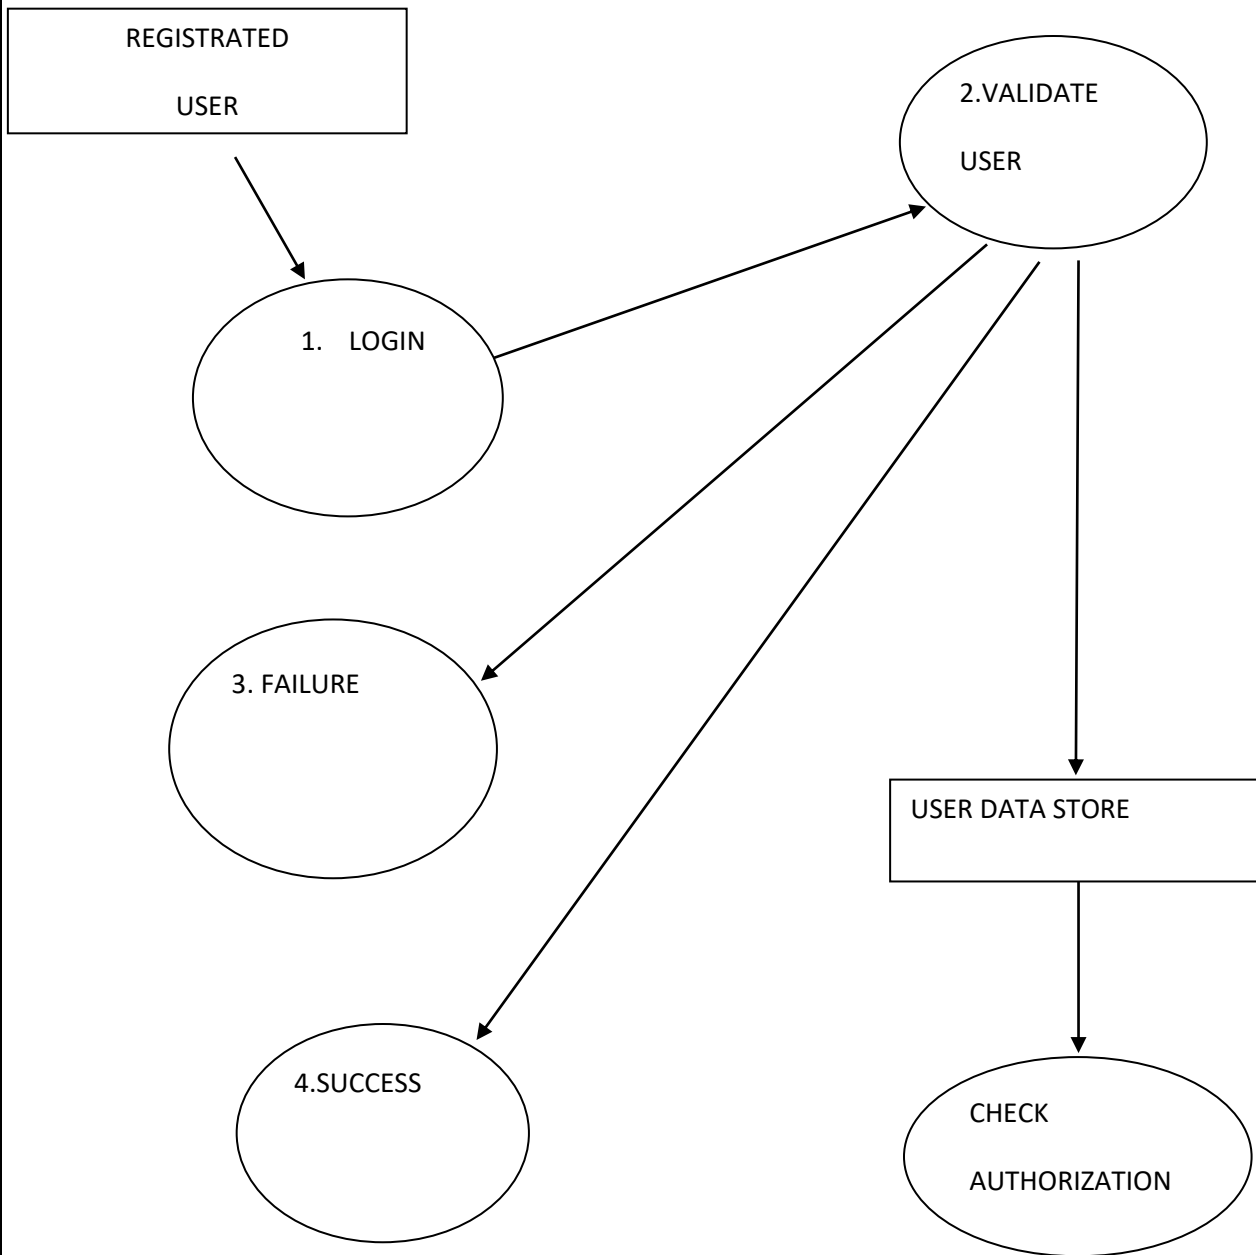 REGISTRATED
USER
2.VALIDATE
USER
1. LOGIN
3. FAILURE
USER DATA STORE
4.SUCCESS
CHECK
AUTHORIZATION